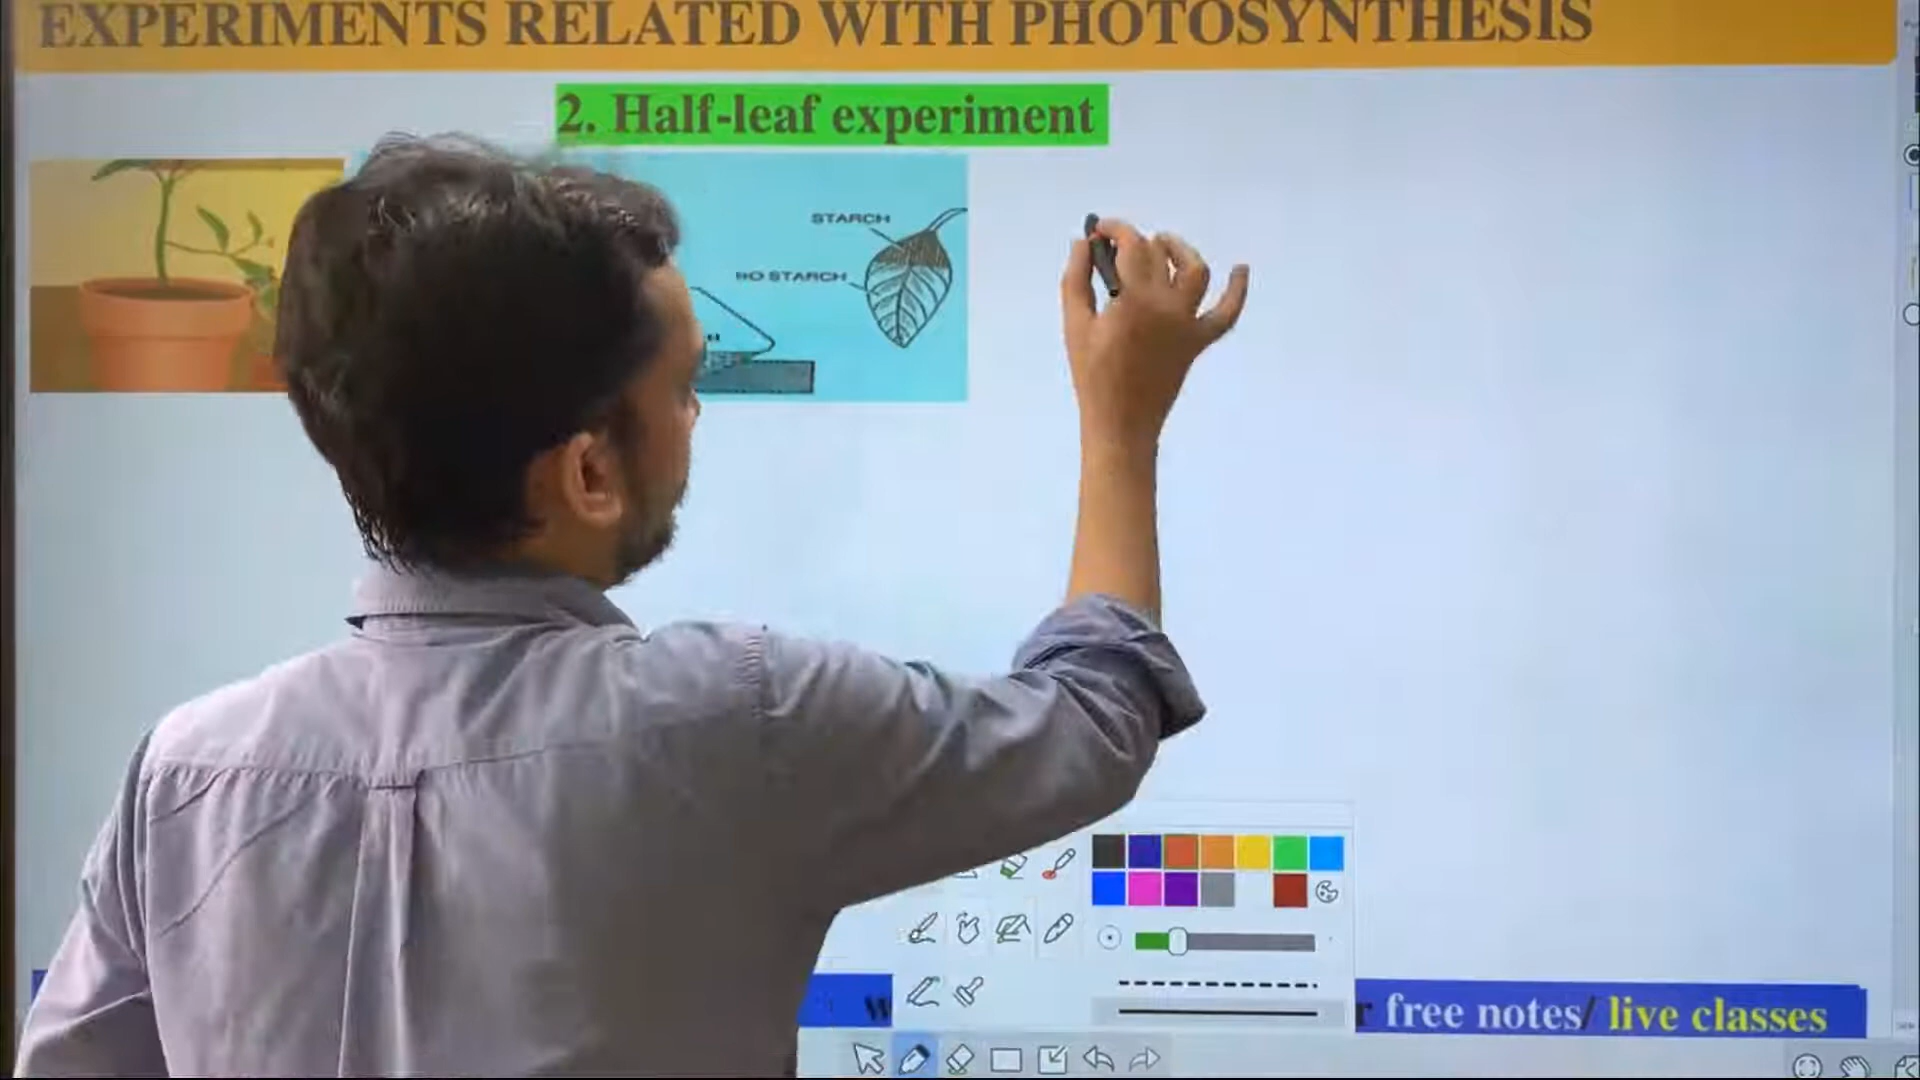 EXPERIMENTS RELATED WITH PHOTOSYNTHESIS
2. Half-leaf experiment
STARCH
NO STARCH
free notes/ live classes